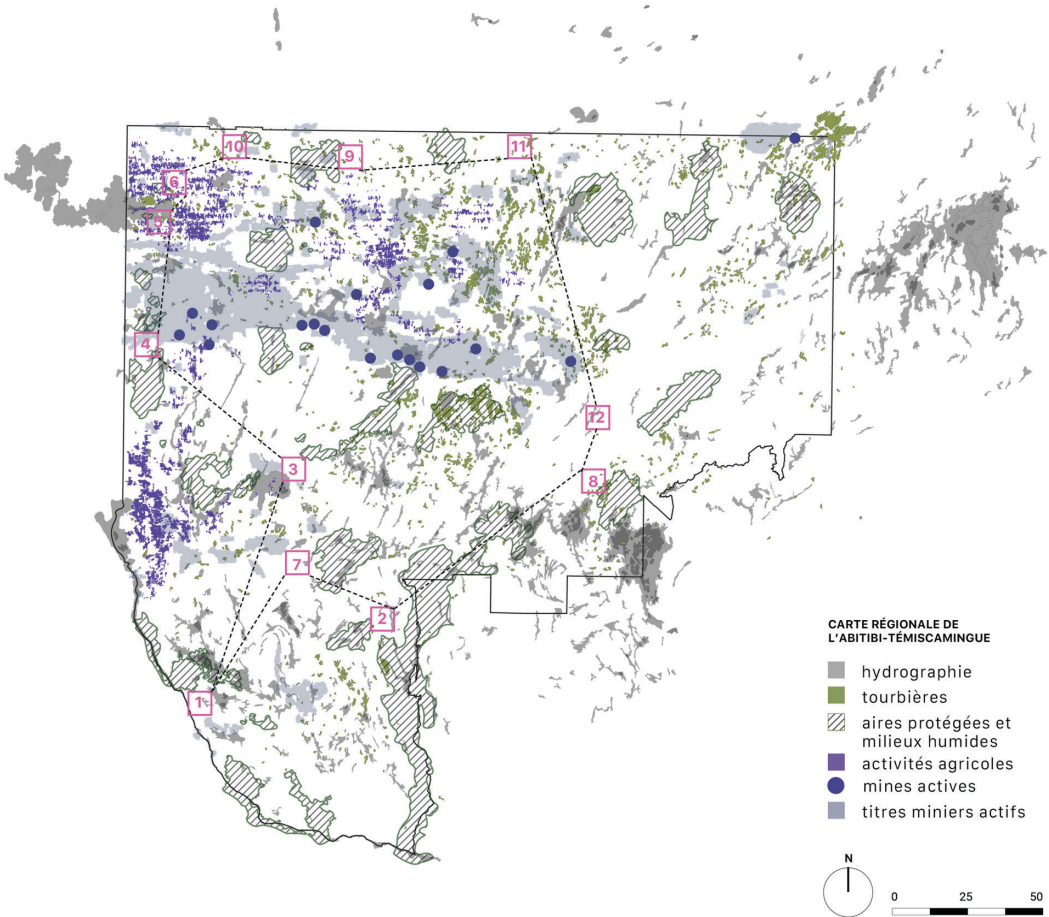 10
11
9
6
5
4
3
12
8
7
2
1
CARTE RÉGIONALE DE
L'ABITIBI-TÉMISCAMINGUE
hydrographie
tourbières
aires protégées et
milieux humides
activités agricoles
mines actives
titres miniers actifs
N
0 25 50